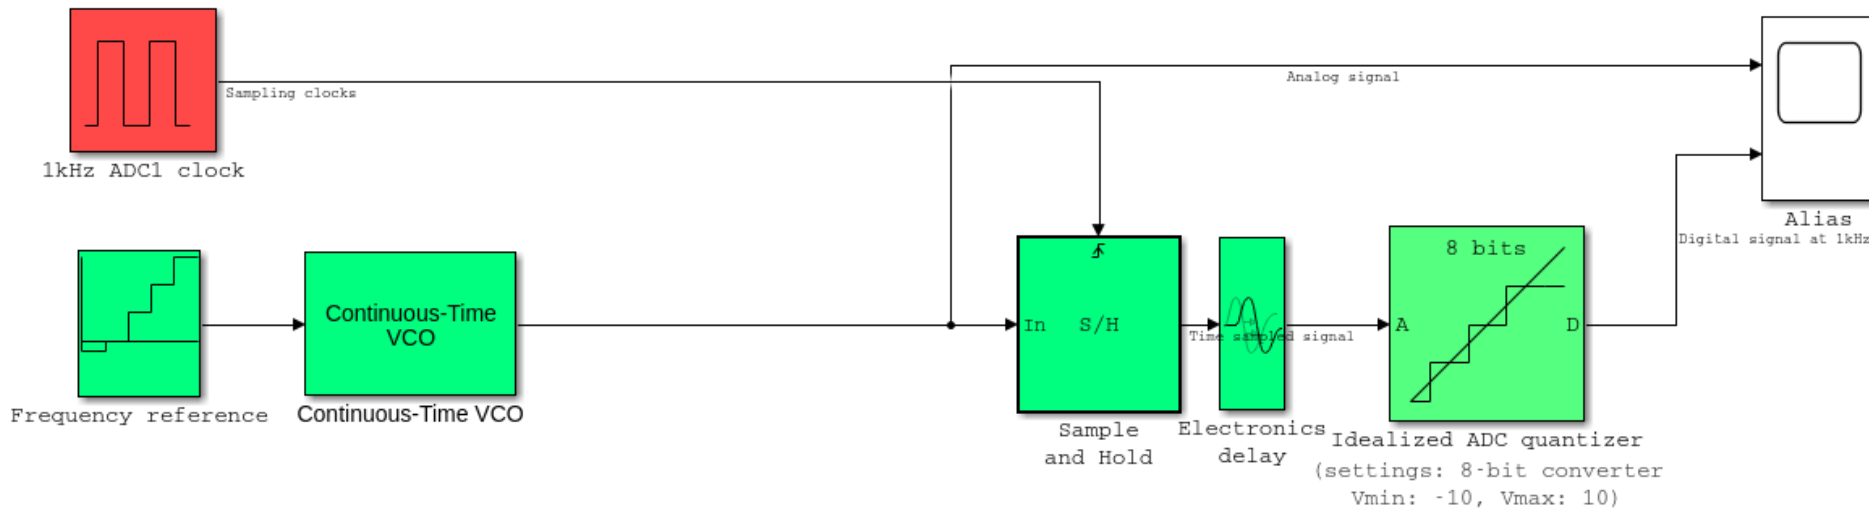 Sampling clocks
1kHz ADC1 clock
Analog signal
Alias
Digital signal at 1kHz
Frequency reference
Continuous-Time
VCO
Continuous-Time VCO
In
S/H
Sample
and Hold
Time sampled signal
Electronics
delay
8 bits
A
D
Idealized ADC quantizer
(settings: 8-bit converter
Vmin: -10, Vmax: 10)